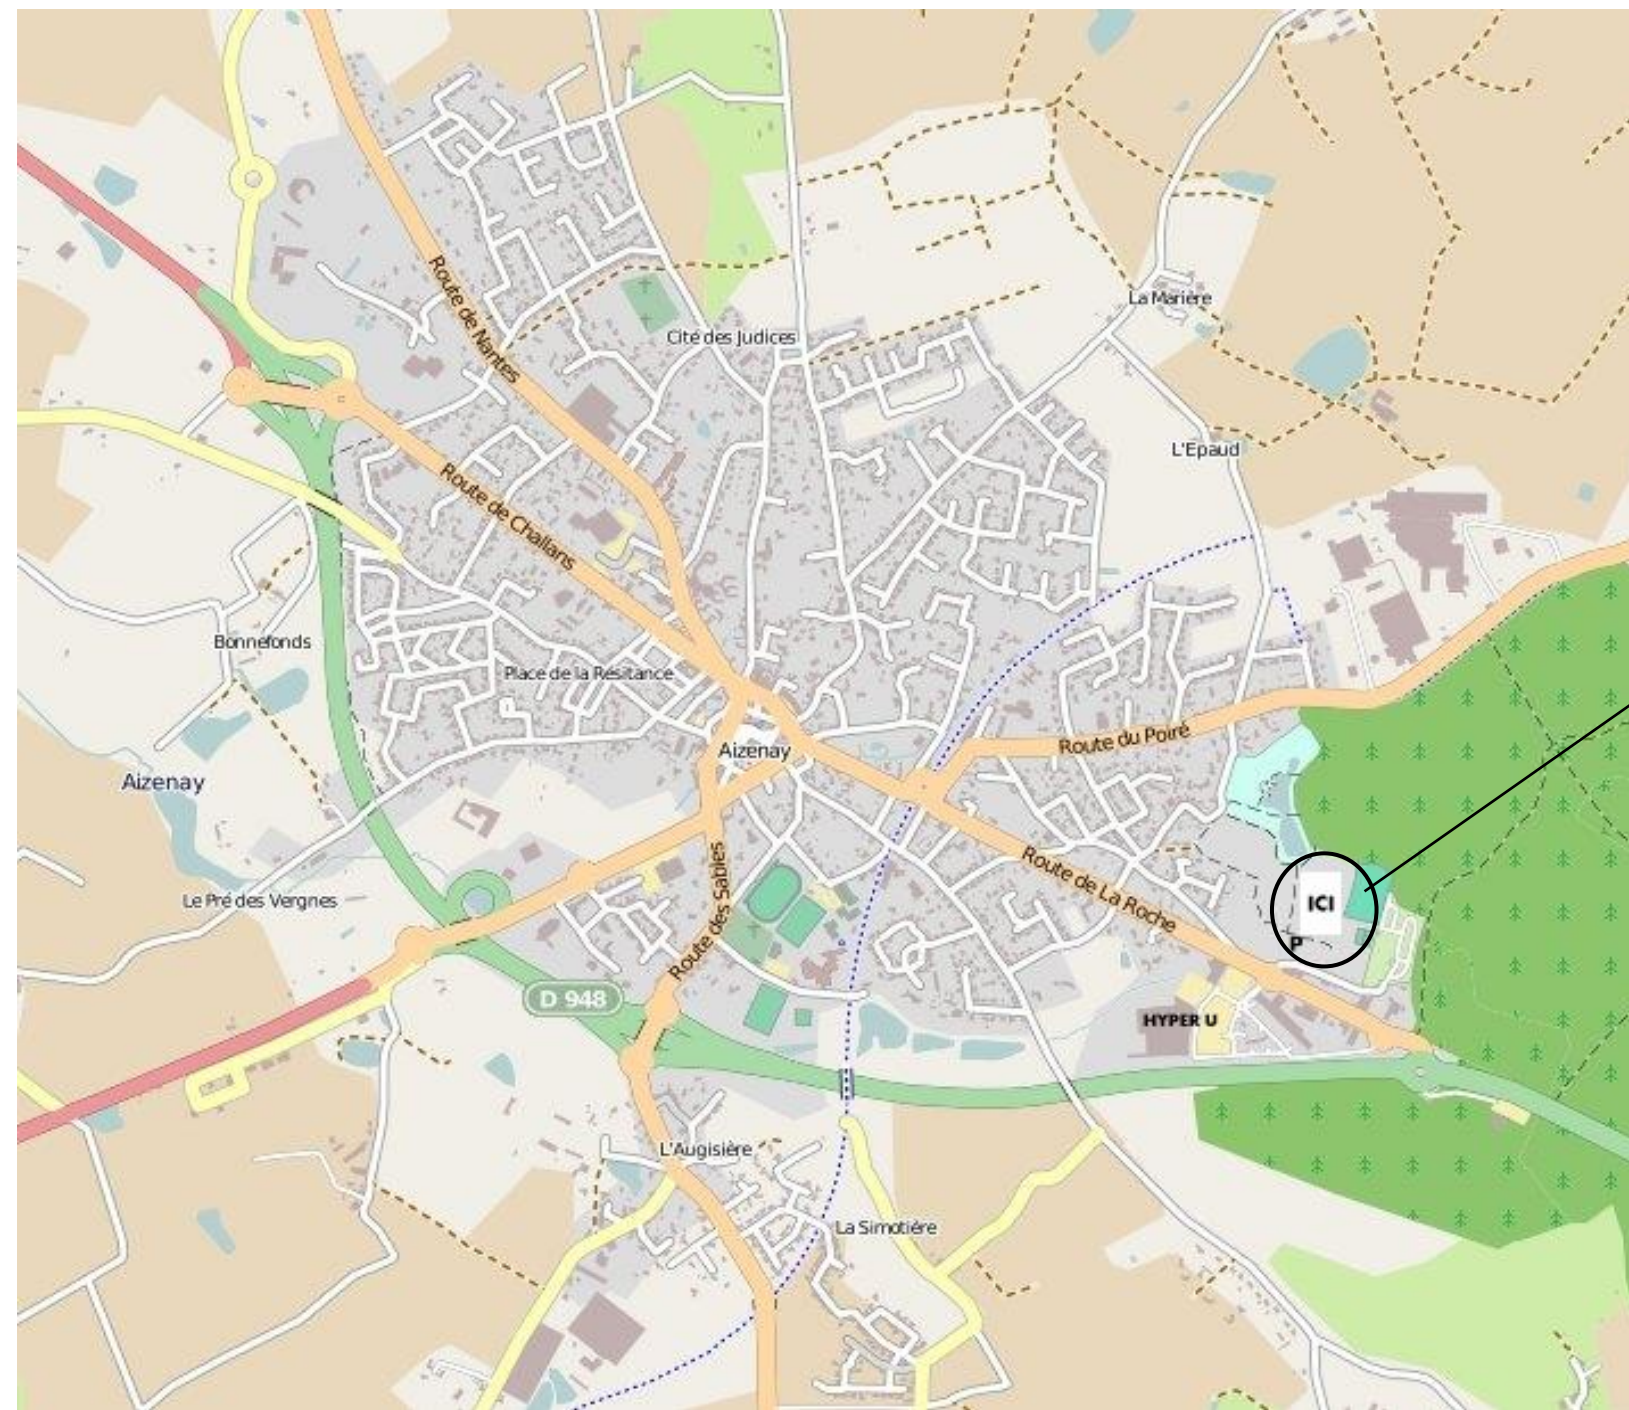 Route de Nantes
La Marière
Cité des Judices
L'Epaud
Route de Challans
Bonnefonds
Place de la Résitance
Route du Poiré
Aizenay
Aizenay
Route des Sables
Route de La Roche
Le Pré des Vergnes
ICI
P
D 948
HYPER U
L'Augisière
La Simotière